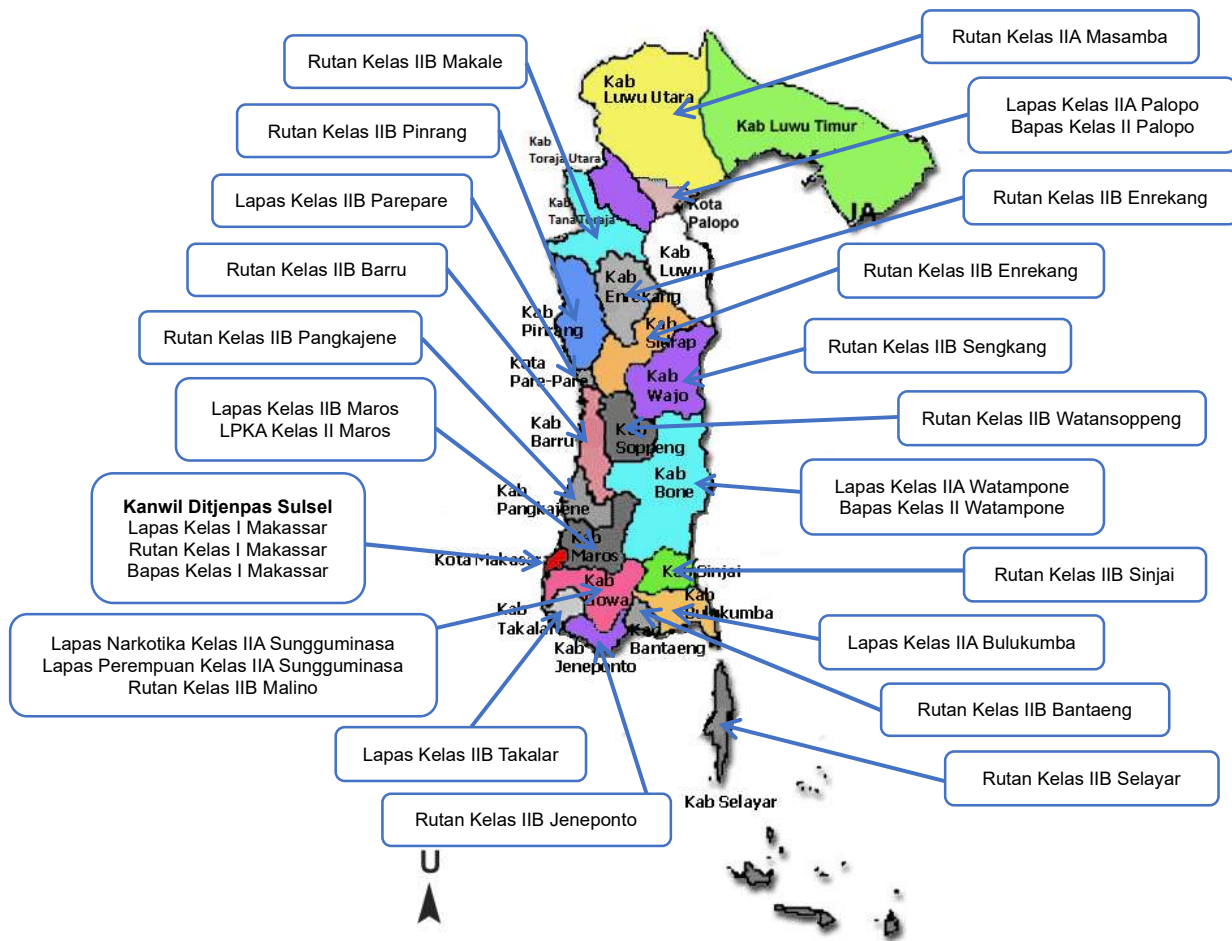 Rutan Kelas IIA Masamba
Rutan Kelas IIB Makale
Lapas Kelas IIA Palopo
Bapas Kelas II Palopo
Rutan Kelas IIB Pinrang
Lapas Kelas IIB Parepare
Rutan Kelas IIB Enrekang
Rutan Kelas IIB Barru
Rutan Kelas IIB Enrekang
Rutan Kelas IIB Pangkajene
Rutan Kelas IIB Sengkang
Lapas Kelas IIB Maros
LPKA Kelas II Maros
Rutan Kelas IIB Watansoppeng
Kanwil Ditjenpas Sulsel
Lapas Kelas I Makassar
Rutan Kelas I Makassar
Bapas Kelas I Makassar
Lapas Kelas IIA Watampone
Bapas Kelas II Watampone
Rutan Kelas IIB Sinjai
Lapas Narkotika Kelas IIA Sungguminasa
Lapas Perempuan Kelas IIA Sungguminasa
Rutan Kelas IIB Malino
Lapas Kelas IIA Bulukumba
Rutan Kelas IIB Bantaeng
Lapas Kelas IIB Takalar
Rutan Kelas IIB Selayar
Rutan Kelas IIB Jeneponto
Kab
Luwu Utara
Kab Luwu Timur
Kab
Toraja Utara
Kab
Tana Toraja
Kota
Palopo
IA
Kab
Luwu
Kab
Enrekang
Kab
Pinrang
Kab
Kota
Pare-Pare
Kab
Wajo
Kab
Barru
Kab
Soppeng
Kab
Bone
Kab
Pangkajene
Kab
Maros
Kota Makasar
Kab
Kab
Takalar
Kab
Jeneponto
Kab
Bantaeng
Kab
Kab Selayar
U